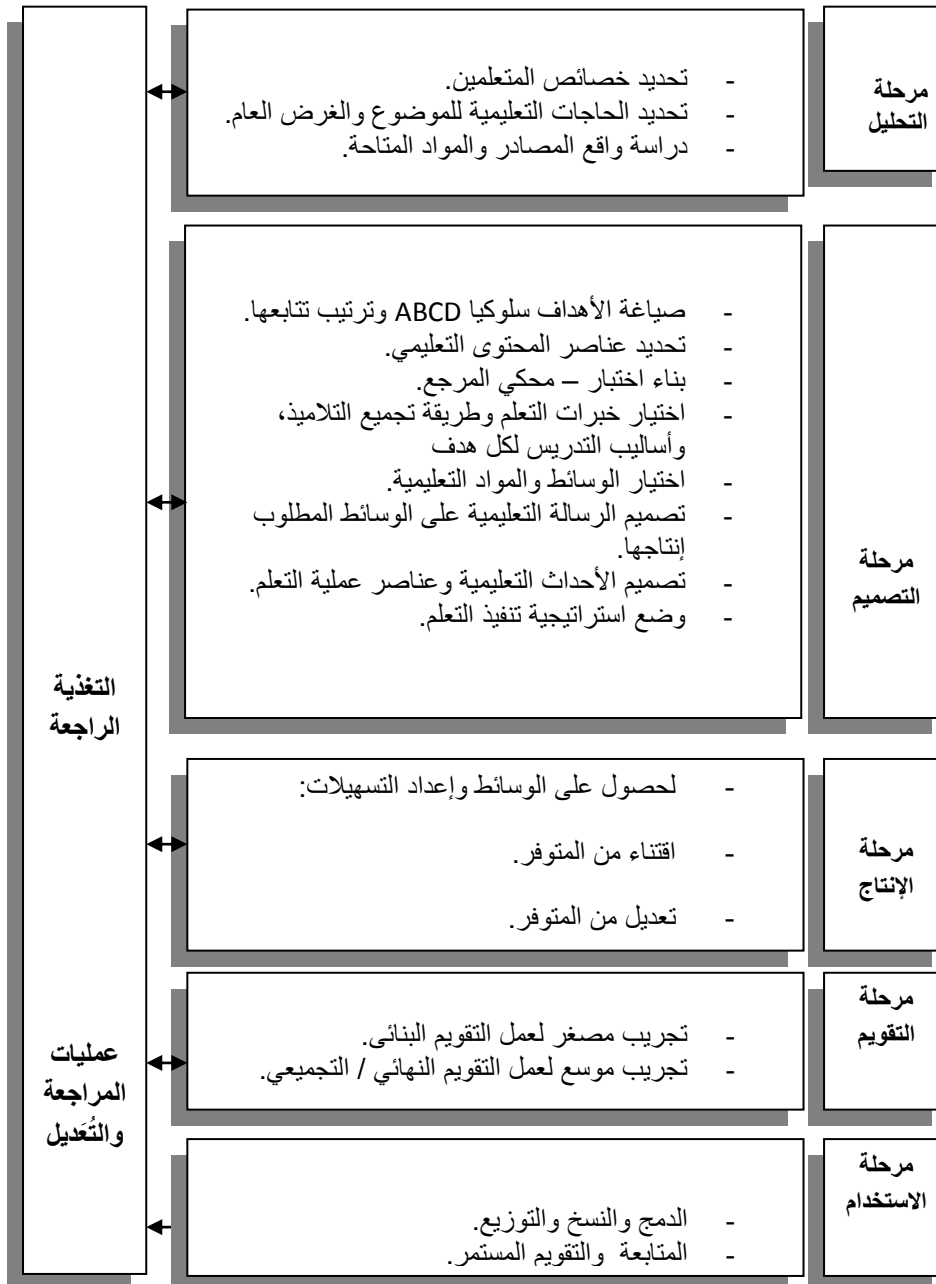 مرحلة
التحليل
- تحديد خصائص المتعلمين.
- تحديد الحاجات التعليمية للموضوع والغرض العام.
- دراسة واقع المصادر والمواد المتاحة.
مرحلة
التصميم
- صياغة الأهداف سلوكيا ABCD وترتيب تتابعها.
- تحديد عناصر المحتوى التعليمي.
- بناء اختبار – محكي المرجع.
- اختيار خبرات التعلم وطريقة تجميع التلاميذ،
وأساليب التدريس لكل هدف
- اختيار الوسائط والمواد التعليمية.
- تصميم الرسالة التعليمية على الوسائط المطلوب
إنتاجها.
- تصميم الأحداث التعليمية وعناصر عملية التعلم.
- وضع استراتيجية تنفيذ التعلم.
مرحلة
الإنتاج
- لحصول على الوسائط وإعداد التسهيلات:
- اقتناء من المتوفر.
- تعديل من المتوفر.
مرحلة
التقويم
- تجريب مصغر لعمل التقويم البنائى.
- تجريب موسع لعمل التقويم النهائي / التجميعي.
مرحلة
الاستخدام
- الدمج والنسخ والتوزيع.
- المتابعة والتقويم المستمر.
التغذية
الراجعة
عمليات
المراجعة
والتُعَديل